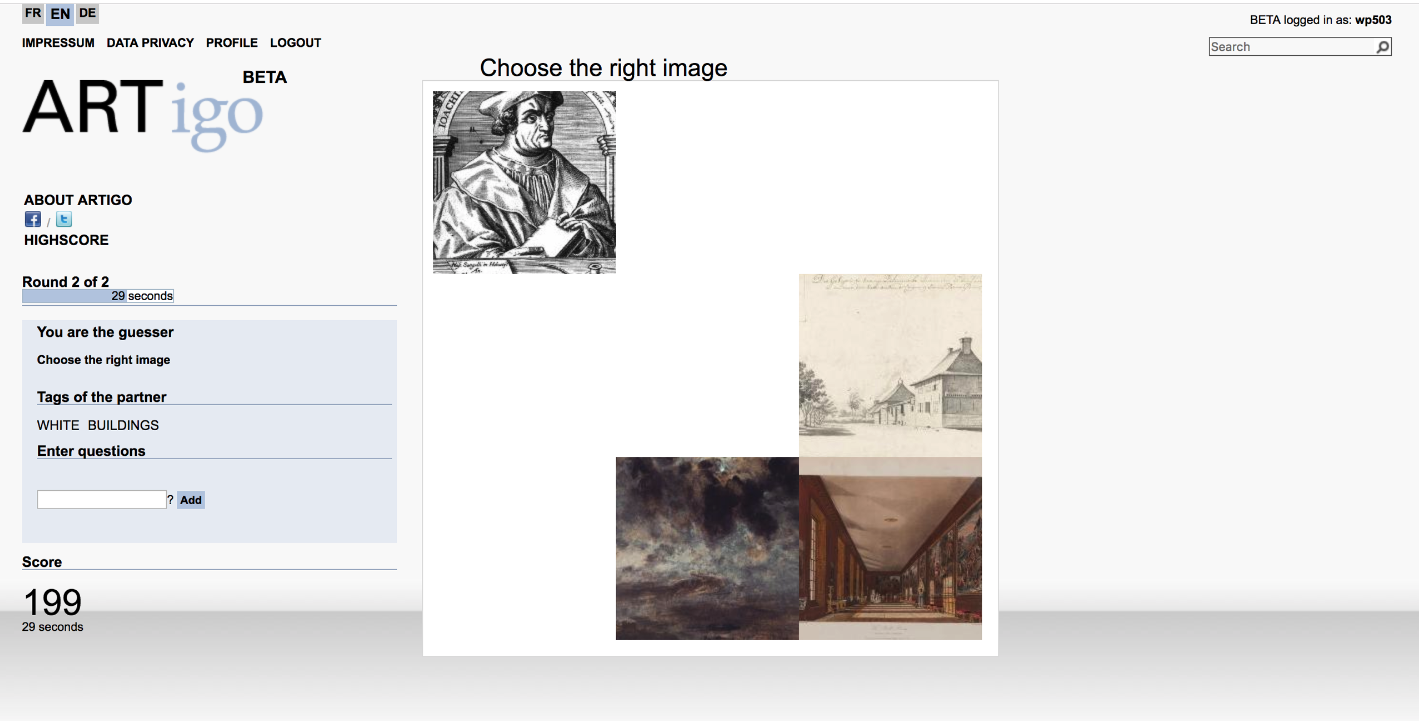 FR EN DE
BETA logged in as: wp503
IMPRESSUM DATA PRIVACY PROFILE LOGOUT
Search
Choose the right image
BETA
ARTigo
IOACHI
ABOUT ARTIGO
/
HIGHSCORE
Round 2 of 2
29 seconds
You are the guesser
Choose the right image
Tags of the partner
WHITE BUILDINGS
Enter questions
? Add
Score
199
29 seconds